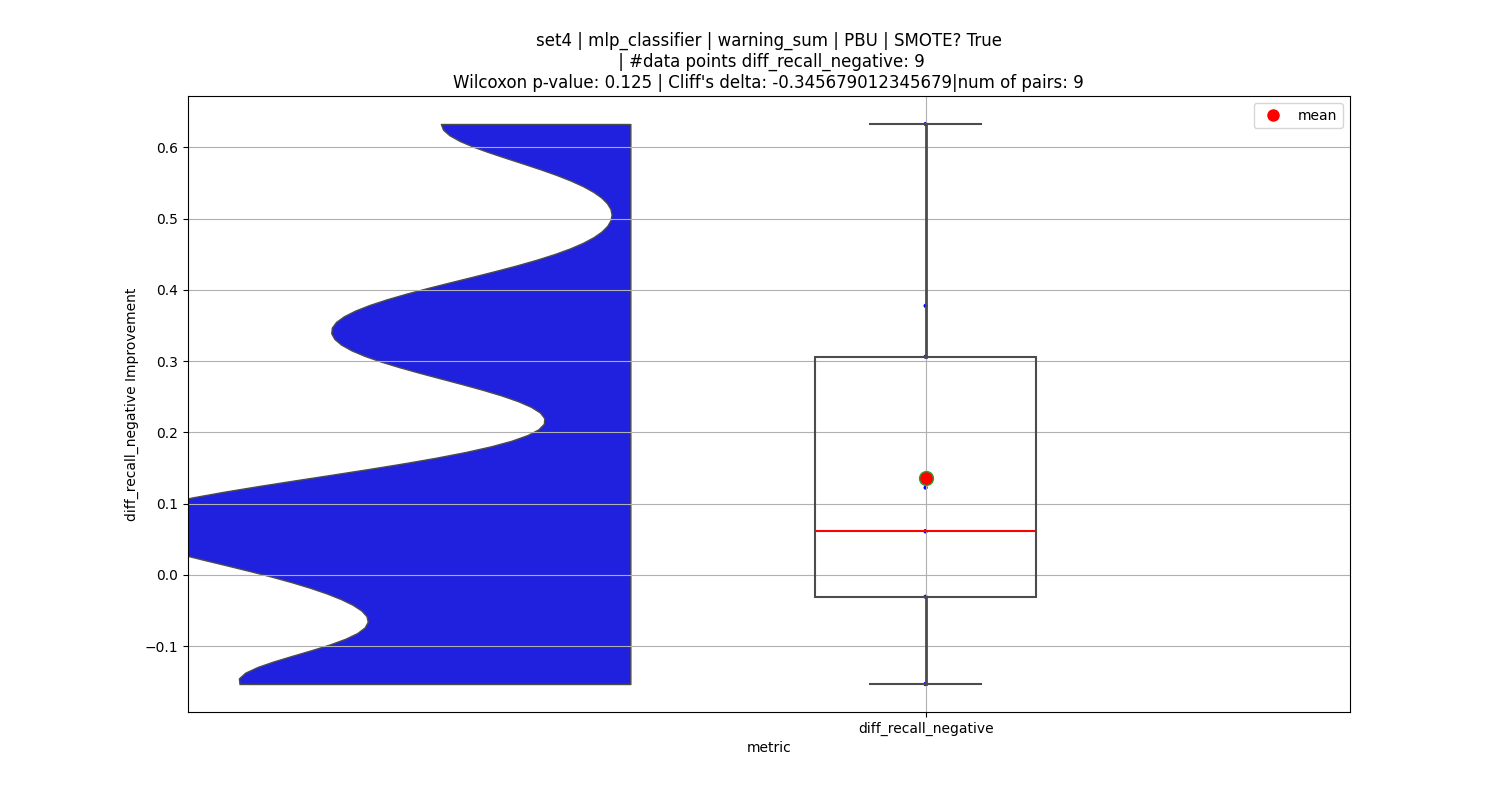 set4 | mlp_classifier | warning_sum | PBU | SMOTE? True
| #data points diff_recall_negative: 9
Wilcoxon p-value: 0.125 | Cliff's delta: -0.345679012345679|num of pairs: 9
mean
0.6
0.5
0.4
0.3
0.2
0.1
0.0
−0.1
diff_recall_negative Improvement
diff_recall_negative
metric